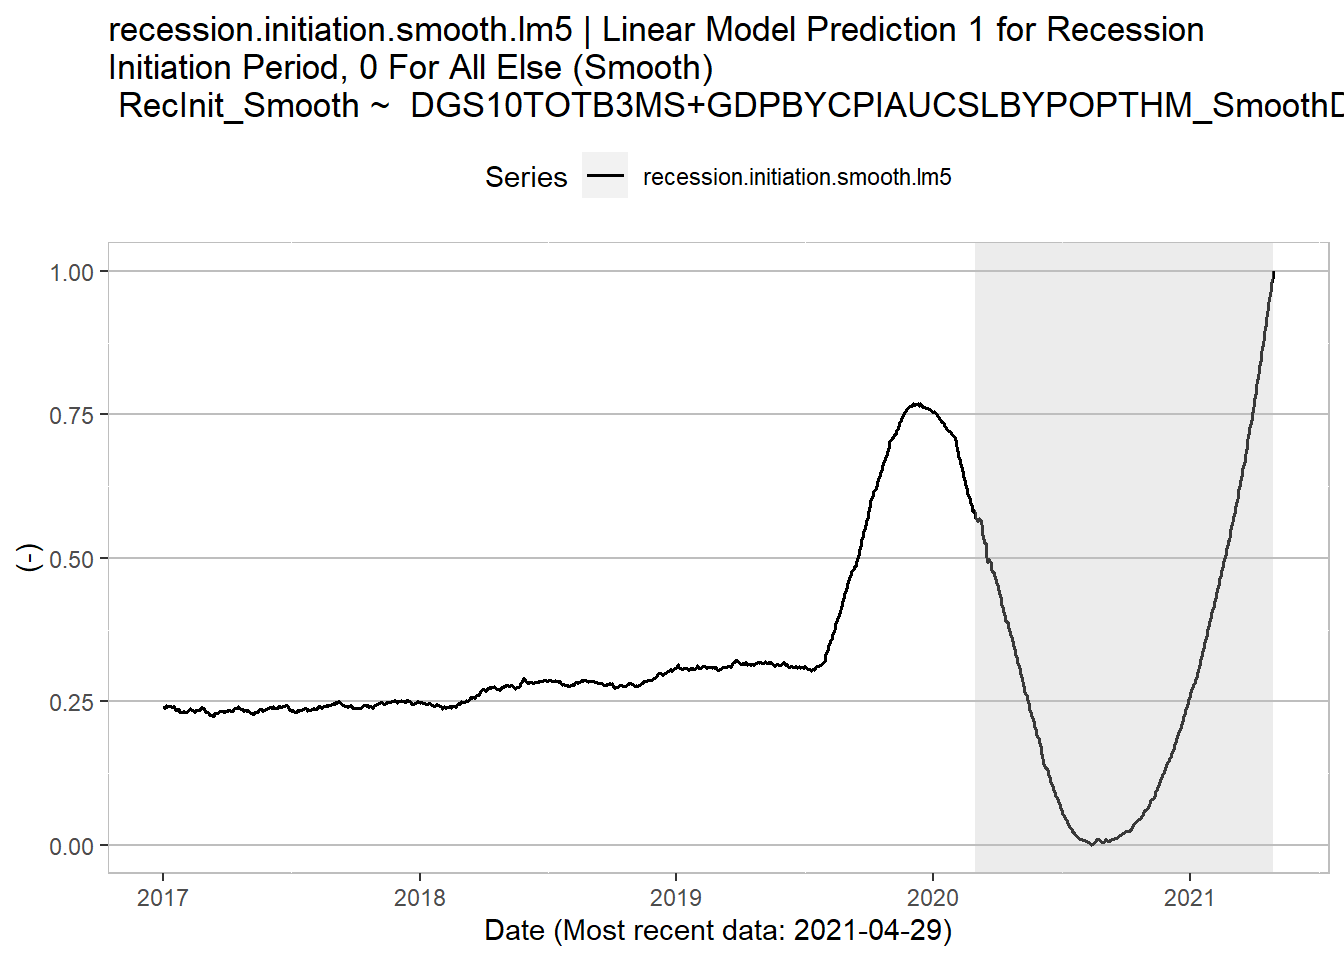 recession.initiation.smooth.lm5 | Linear Model Prediction 1 for Recession
Initiation Period, 0 For All Else (Smooth)
RecInit_Smooth ~ DGS10TOTB3MS+GDPBYCPIAUCSLBYPOPTHM_SmoothD
Series recession.initiation.smooth.lm5
1.00
0.75
0.50
0.25
0.00
(-)
2017 2018 2019 2020 2021
Date (Most recent data: 2021-04-29)